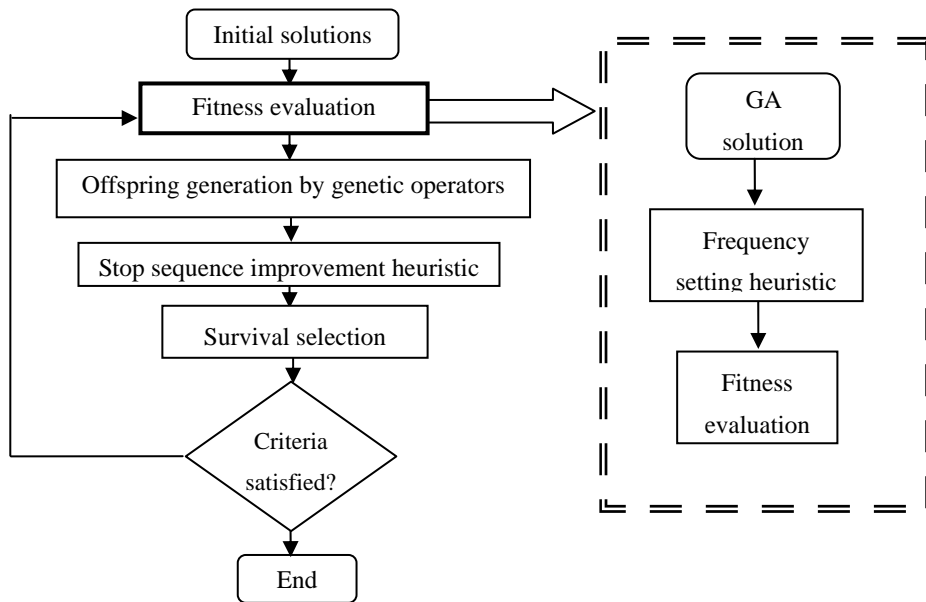 Initial solutions
Fitness evaluation
Offspring generation by genetic operators
Stop sequence improvement heuristic
Survival selection
Criteria
satisfied?
End
GA
solution
Frequency
setting heuristic
Fitness
evaluation